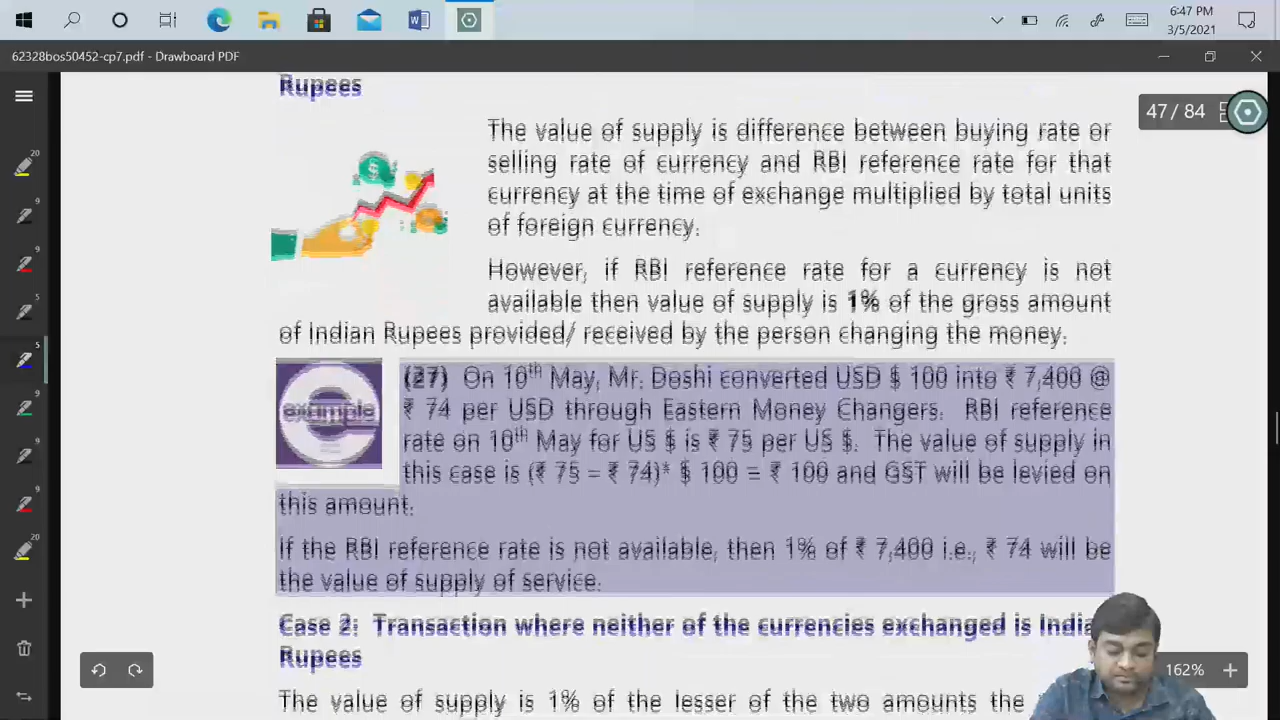 6:47 PM
3/5/2021
62328bos50452-cp7.pdf - Drawboard PDF
Rupees
47 / 84
The value of supply is difference between buying rate or
selling rate of currency and RBI reference rate for that
currency at the time of exchange multiplied by total units
of foreign currency.
However, if RBI reference rate for a currency is not
available then value of supply is 1% of the gross amount
of Indian Rupees provided/ received by the person changing the money.
example
(27) On 10th May, Mr. Doshi converted USD $ 100 into ₹ 7,400 @
₹ 74 per USD through Eastern Money Changers. RBI reference
rate on 10th May for US $ is ₹ 75 per US $. The value of supply in
this case is (₹ 75 – ₹ 74)* $ 100 = ₹ 100 and GST will be levied on
this amount.
If the RBI reference rate is not available, then 1% of ₹ 7,400 i.e., ₹ 74 will be
the value of supply of service.
Case 2: Transaction where neither of the currencies exchanged is India
Rupees
The value of supply is 1% of the lesser of the two amounts the
162%
20
9
9
5
5
9
9
9
20